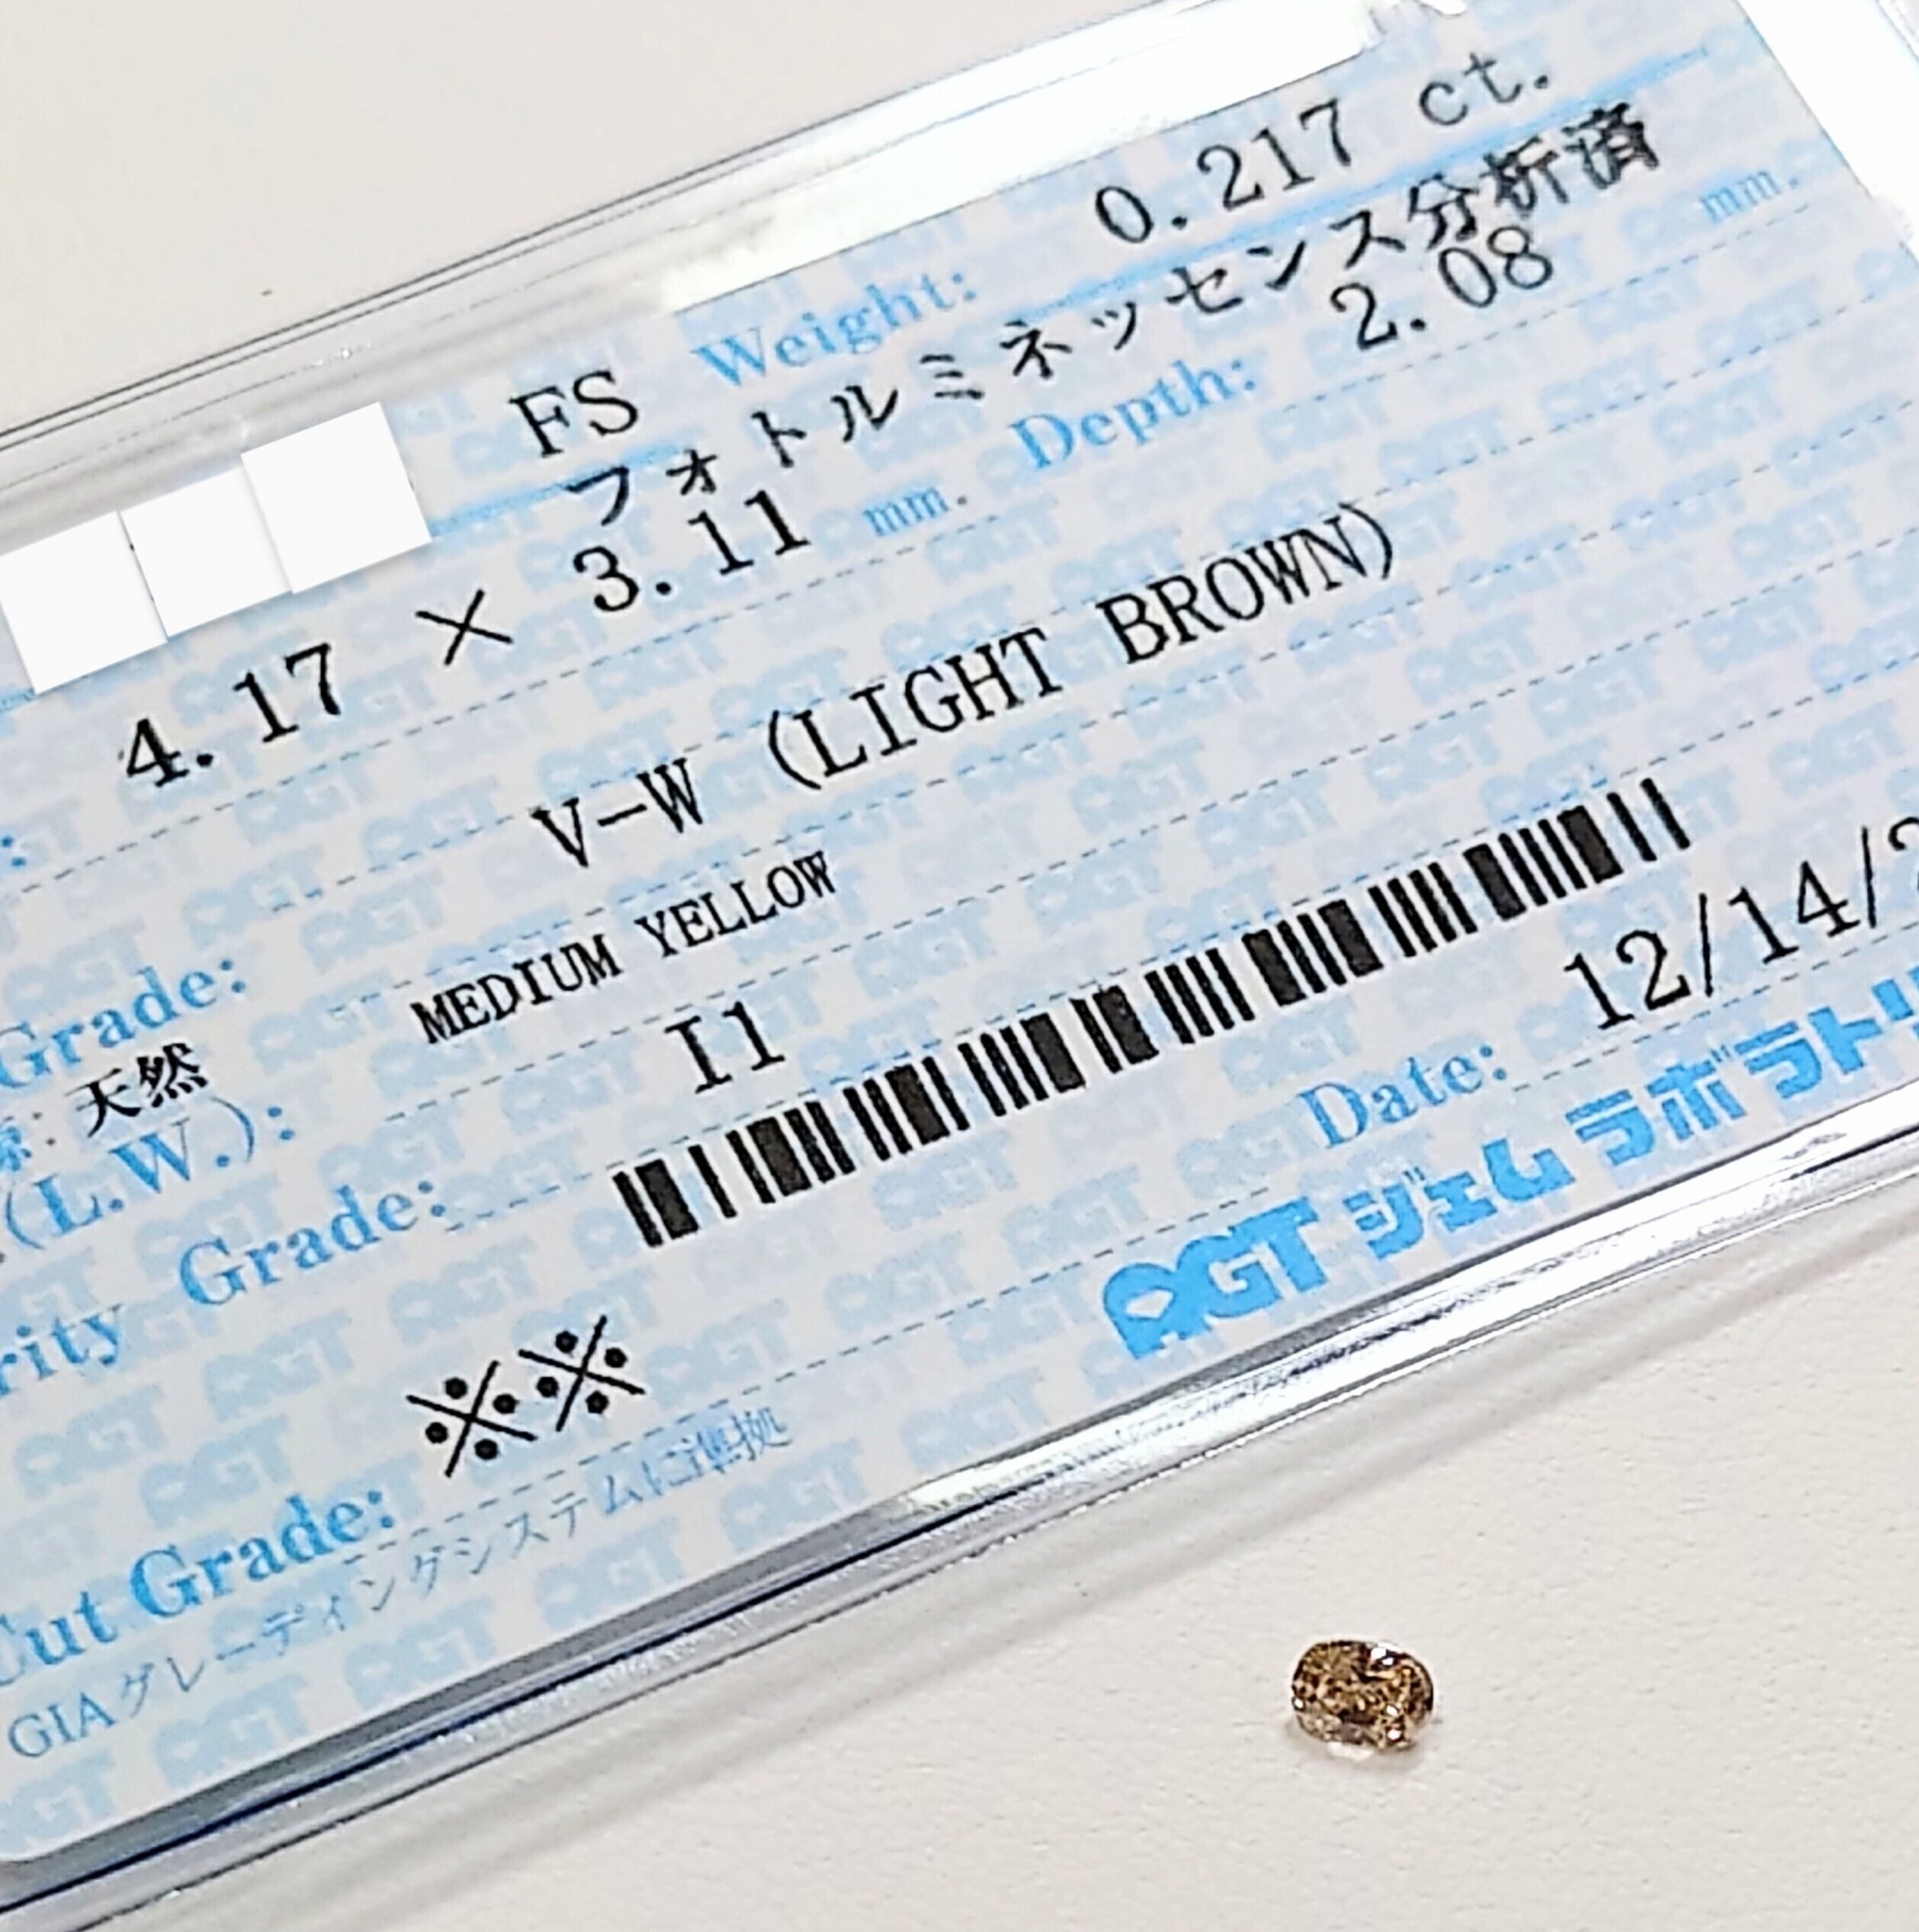 FS Weight: 0.217 ct.
フォトルミネッセンス分析済
4.17 × 3.11 mm. Depth: 2.08 mm.
Grade: V-W (LIGHT BROWN)
: 天然
(L.W.): MEDIUM YELLOW
rity Grade: I1
Cut Grade: ※※
Date: 12/14/2
GIAグレーディングシステムに準拠
AGT ジェム ラボラトリ